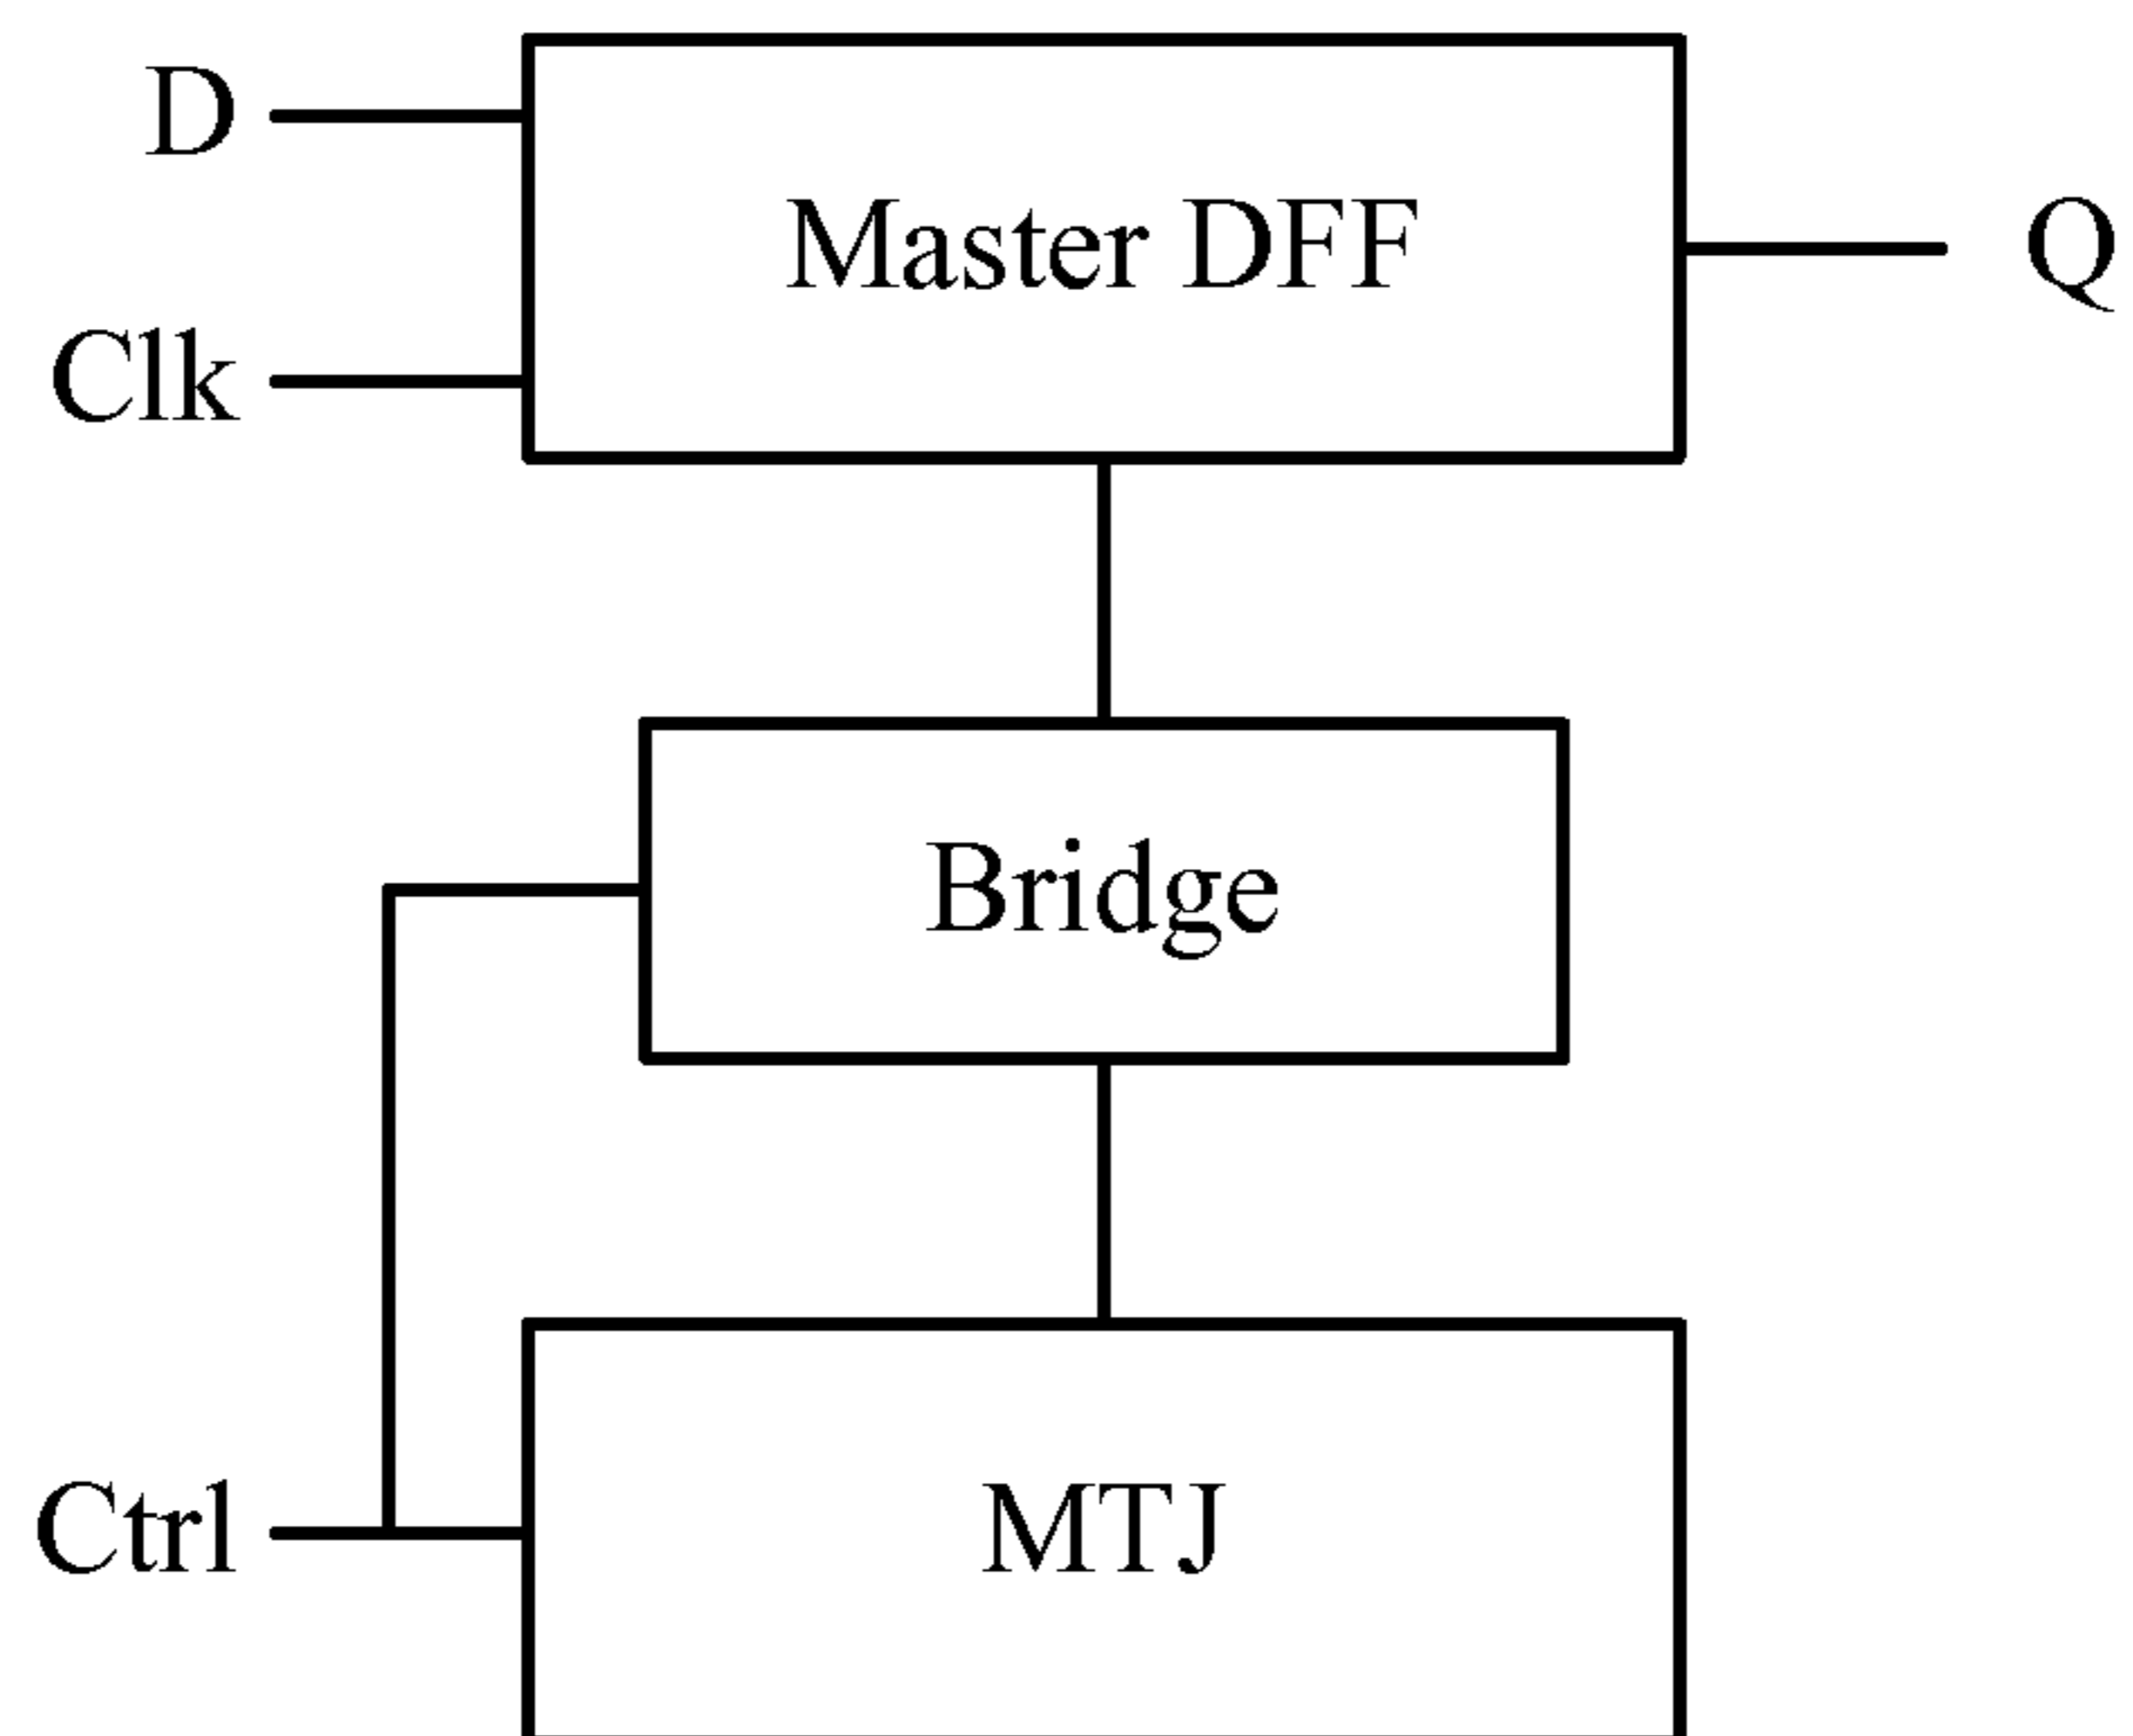 D
Master DFF
Q
Clk
Bridge
Ctrl
MTJ